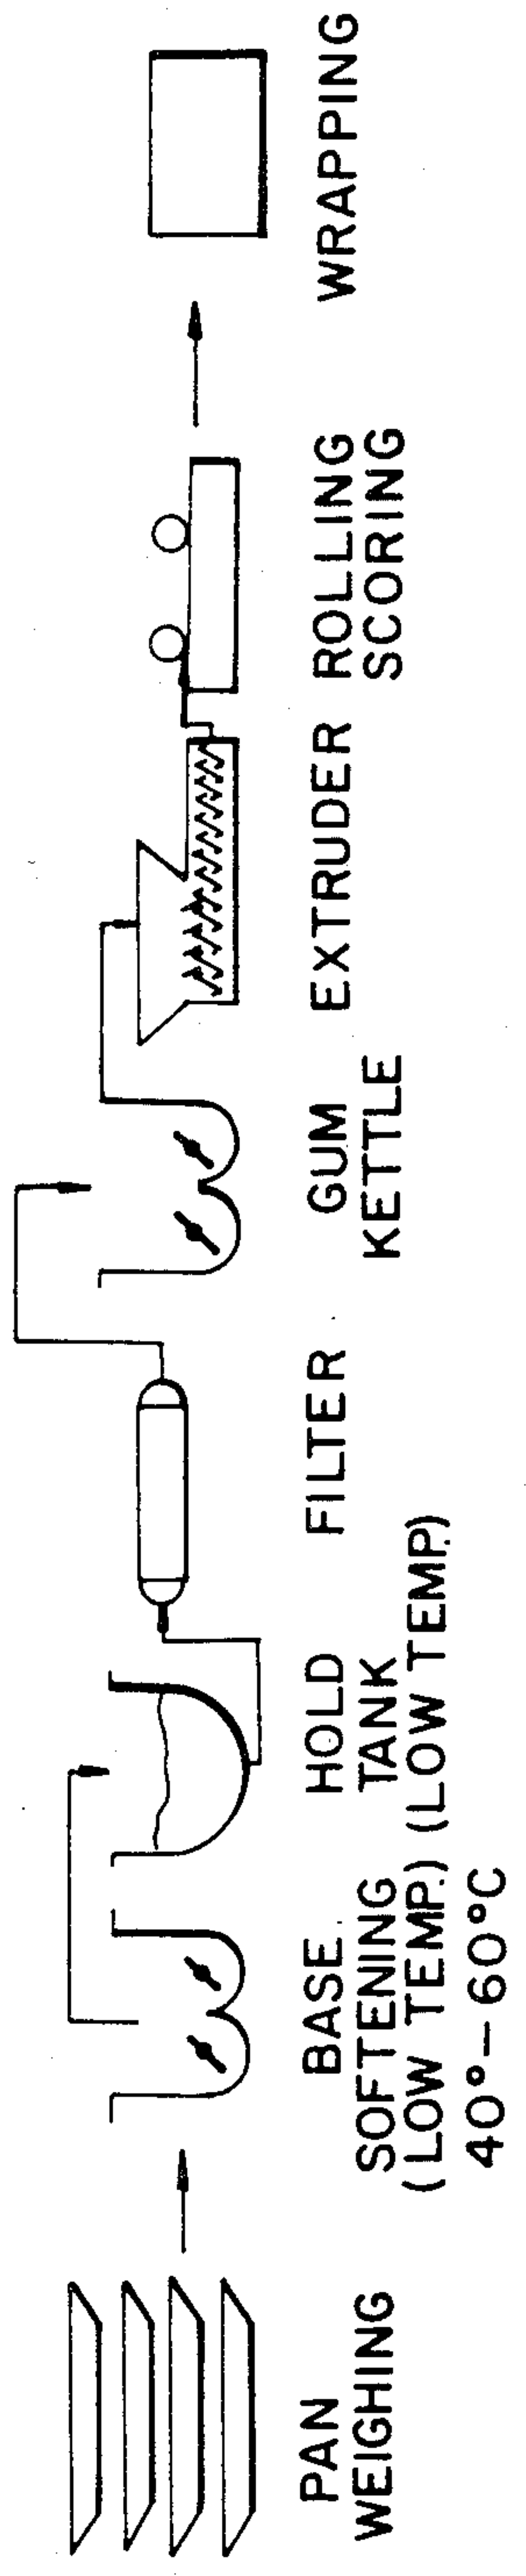 PAN
WEIGHING
BASE
SOFTENING
(LOW TEMP.)
40°–60°C
HOLD
TANK
(LOW TEMP.)
FILTER
GUM
KETTLE
EXTRUDER
ROLLING
SCORING
WRAPPING